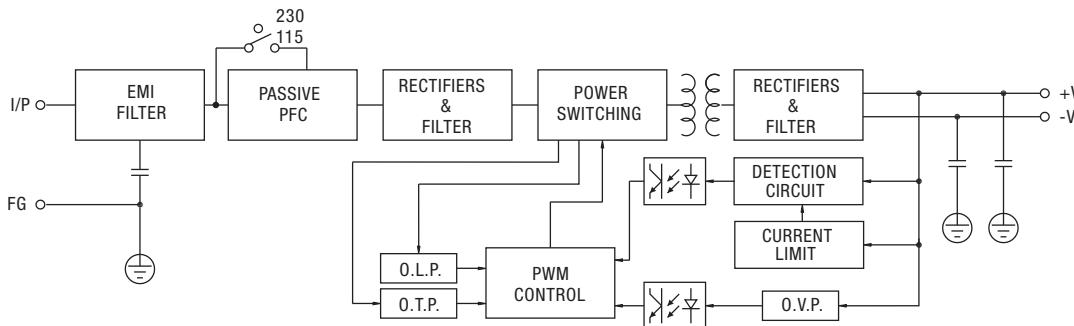 230
115
I/P
EMI
FILTER
PASSIVE
PFC
RECTIFIERS
&
FILTER
POWER
SWITCHING
RECTIFIERS
&
FILTER
+V
-V
DETECTION
CIRCUIT
FG
CURRENT
LIMIT
O.L.P.
PWM
CONTROL
O.T.P.
O.V.P.